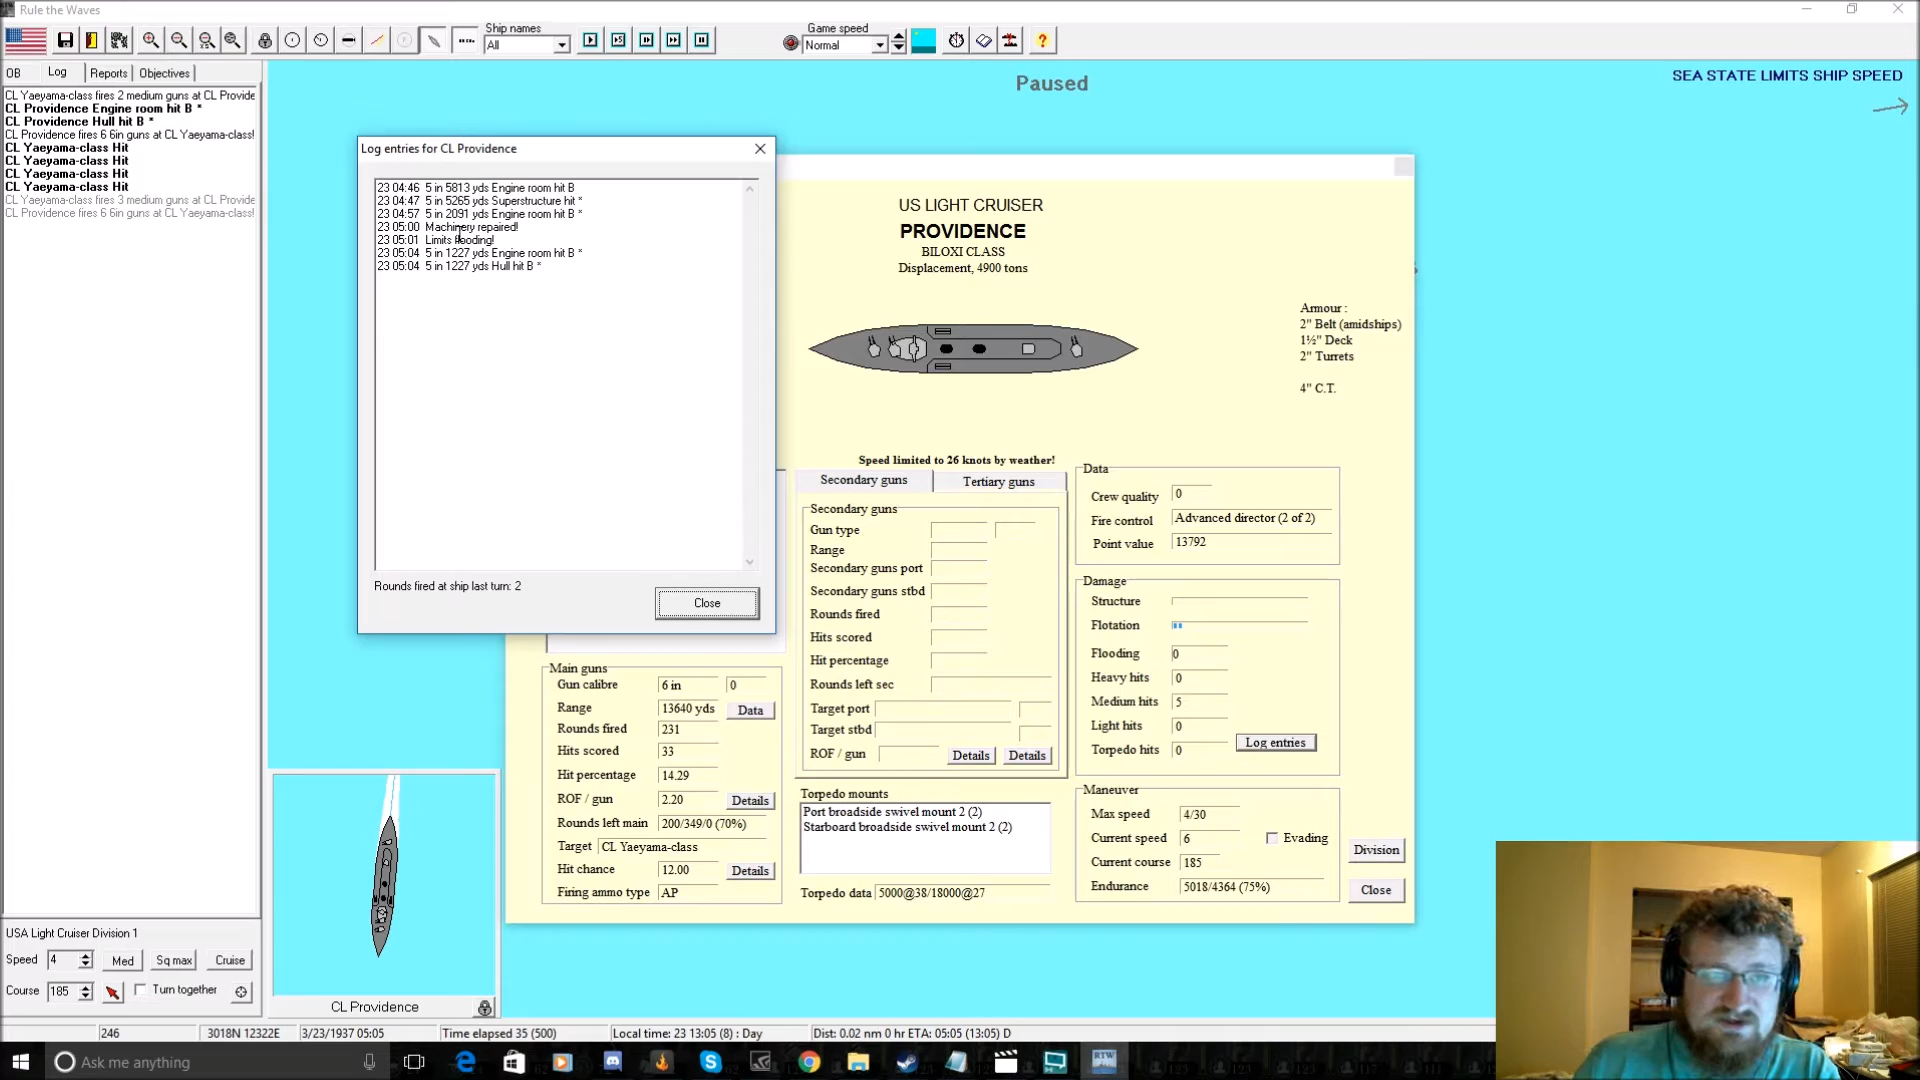 Rule the Waves
Ship names
All
Game speed
Normal
OB
Log
Reports
Objectives
Paused
SEA STATE LIMITS SHIP SPEED
CL Yaeyama-class fires 2 medium guns at CL Provide
CL Providence Engine room hit B *
CL Providence Hull hit B *
CL Providence fires 6 6in guns at CL Yaeyama-class!
CL Yaeyama-class Hit
CL Yaeyama-class Hit
CL Yaeyama-class Hit
CL Yaeyama-class Hit
CL Yaeyama-class fires 3 medium guns at CL Provide
CL Providence fires 6 6in guns at CL Yaeyama-class!
Log entries for CL Providence
23 04:46 5 in 5813 yds Engine room hit B
23 04:47 5 in 5265 yds Superstructure hit *
23 04:57 5 in 2091 yds Engine room hit B *
23 05:00 Machinery repaired!
23 05:01 Limits flooding!
23 05:04 5 in 1227 yds Engine room hit B *
23 05:04 5 in 1227 yds Hull hit B *
Rounds fired at ship last turn: 2
Close
US LIGHT CRUISER
PROVIDENCE
BILOXI CLASS
Displacement, 4900 tons
Armour :
2" Belt (amidships)
1½" Deck
2" Turrets
4" C.T.
Speed limited to 26 knots by weather!
Secondary guns
Tertiary guns
Secondary guns
Gun type
Range
Secondary guns port
Secondary guns stbd
Rounds fired
Hits scored
Hit percentage
Rounds left sec
Target port
Target stbd
ROF / gun
Details
Details
Data
Crew quality 0
Fire control Advanced director (2 of 2)
Point value 13792
Damage
Structure
Flotation
Flooding 0
Heavy hits 0
Medium hits 5
Light hits 0
Torpedo hits 0
Log entries
Main guns
Gun calibre 6 in 0
Range 13640 yds Data
Rounds fired 231
Hits scored 33
Hit percentage 14.29
ROF / gun 2.20 Details
Rounds left main 200/349/0 (70%)
Target CL Yaeyama-class
Hit chance 12.00 Details
Firing ammo type AP
Torpedo mounts
Port broadside swivel mount 2 (2)
Starboard broadside swivel mount 2 (2)
Torpedo data 5000@38/18000@27
Maneuver
Max speed 4/30
Current speed 6 Evading
Current course 185
Endurance 5018/4364 (75%)
Division
Close
USA Light Cruiser Division 1
Speed 4 Med Sq max Cruise
Course 185 Turn together
CL Providence
246
3018N 12322E
3/23/1937 05:05
Time elapsed 35 (500)
Local time: 23 13:05 (8) : Day
Dist: 0.02 nm 0 hr ETA: 05:05 (13:05) D
Ask me anything
RTW